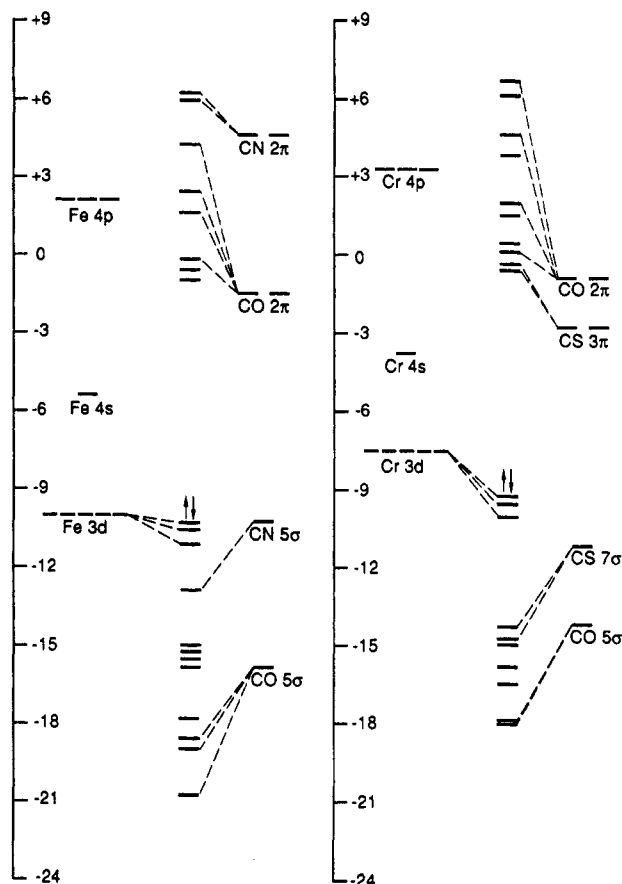 +9
+6
+3
0
-3
-6
-9
-12
-15
-18
-21
-24
CN 2π
Fe 4p
CO 2π
Fe 4s
Fe 3d
CN 5σ
CO 5σ
+9
+6
+3
0
-3
-6
-9
-12
-15
-18
-21
-24
Cr 4p
CO 2π
CS 3π
Cr 4s
Cr 3d
CS 7σ
CO 5σ